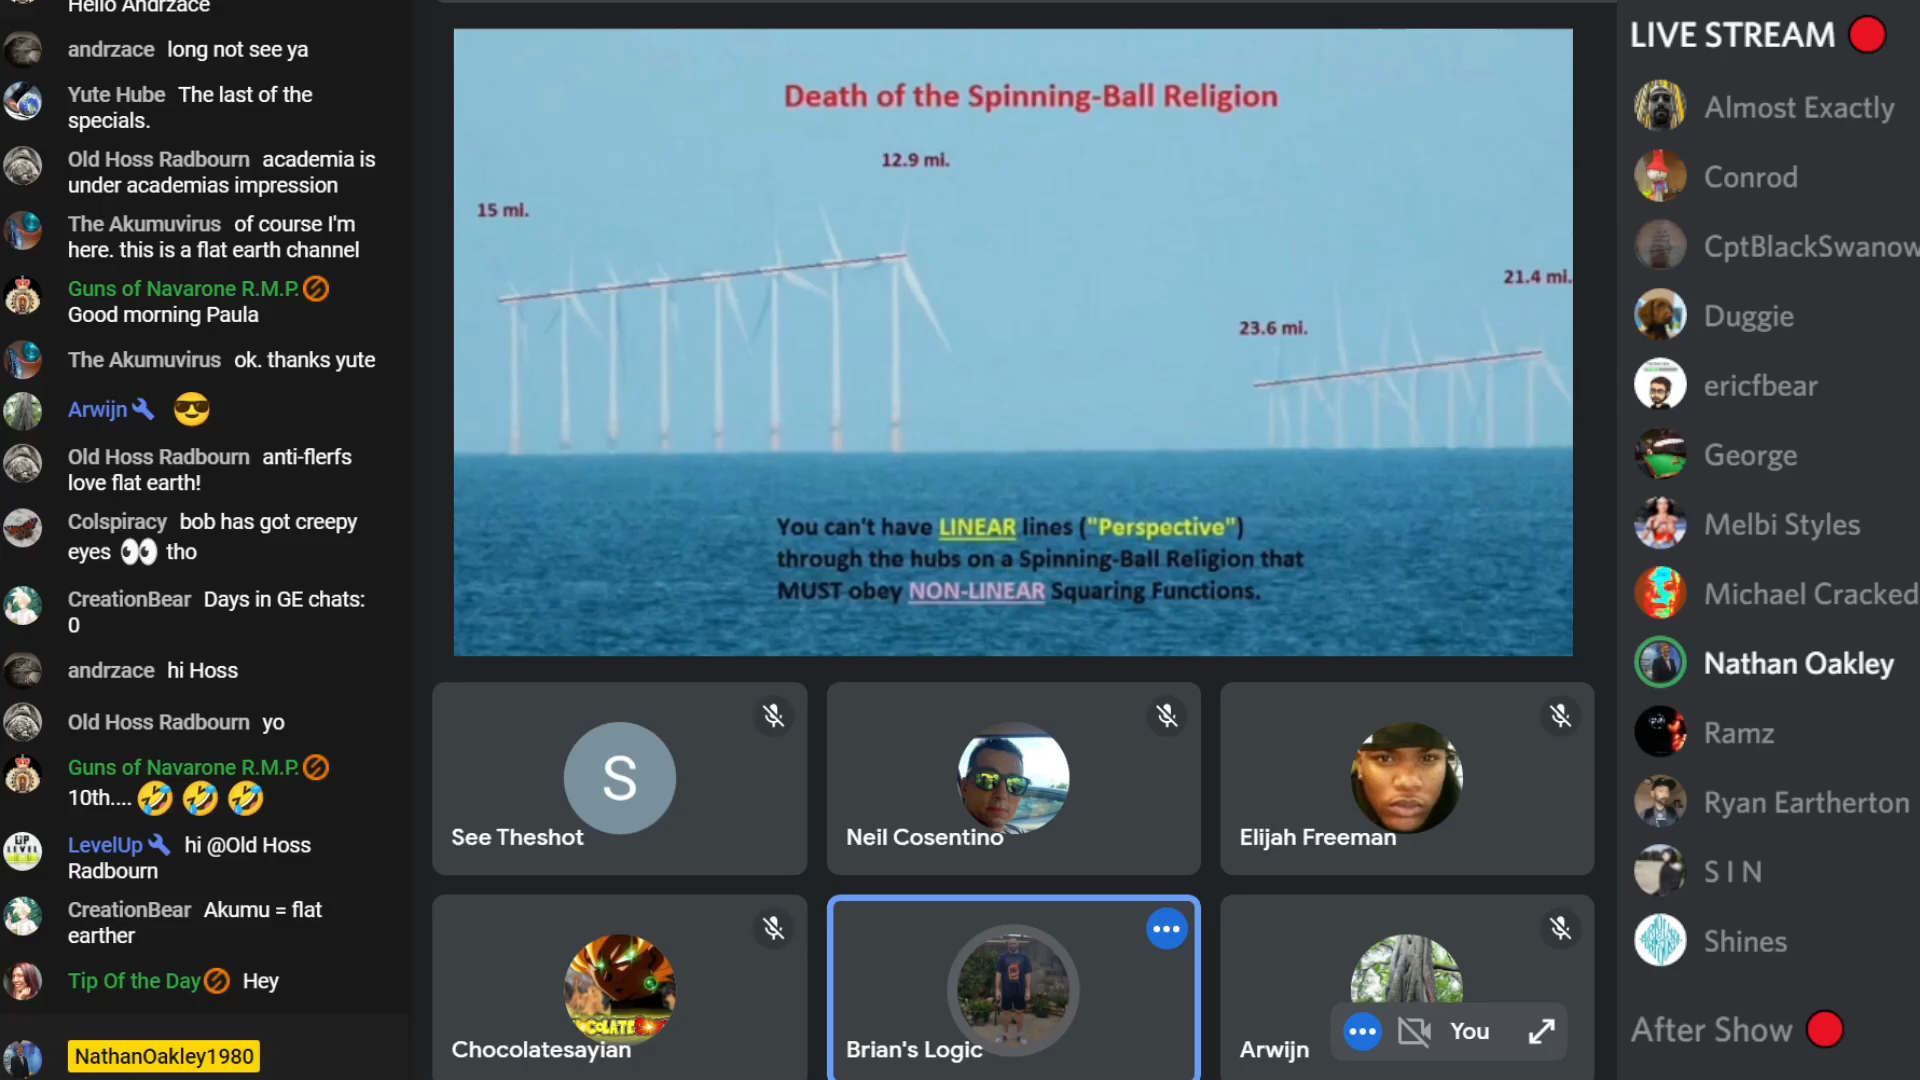 Hello Andrzace
andrzace long not see ya
Yute Hube The last of the
specials.
Old Hoss Radbourn academia is
under academias impression
The Akumuvirus of course I'm
here. this is a flat earth channel
Guns of Navarone R.M.P.
Good morning Paula
The Akumuvirus ok. thanks yute
Arwijn
Old Hoss Radbourn anti-flerfs
love flat earth!
Colspiracy bob has got creepy
eyes 👀 tho
CreationBear Days in GE chats:
0
andrzace hi Hoss
Old Hoss Radbourn yo
Guns of Navarone R.M.P.
10th.... 🤣 🤣 🤣
LevelUp hi @Old Hoss
Radbourn
CreationBear Akumu = flat
earther
Tip Of the Day Hey
NathanOakley1980
Death of the Spinning-Ball Religion
12.9 mi.
15 mi.
21.4 mi.
23.6 mi.
You can't have LINEAR lines ("Perspective")
through the hubs on a Spinning-Ball Religion that
MUST obey NON-LINEAR Squaring Functions.
S
See Theshot
Neil Cosentino
Elijah Freeman
Chocolatesayian
Brian's Logic
Arwijn
You
LIVE STREAM
Almost Exactly
Conrod
CptBlackSwanow
Duggie
ericfbear
George
Melbi Styles
Michael Cracked
Nathan Oakley
Ramz
Ryan Eartherton
S I N
Shines
After Show